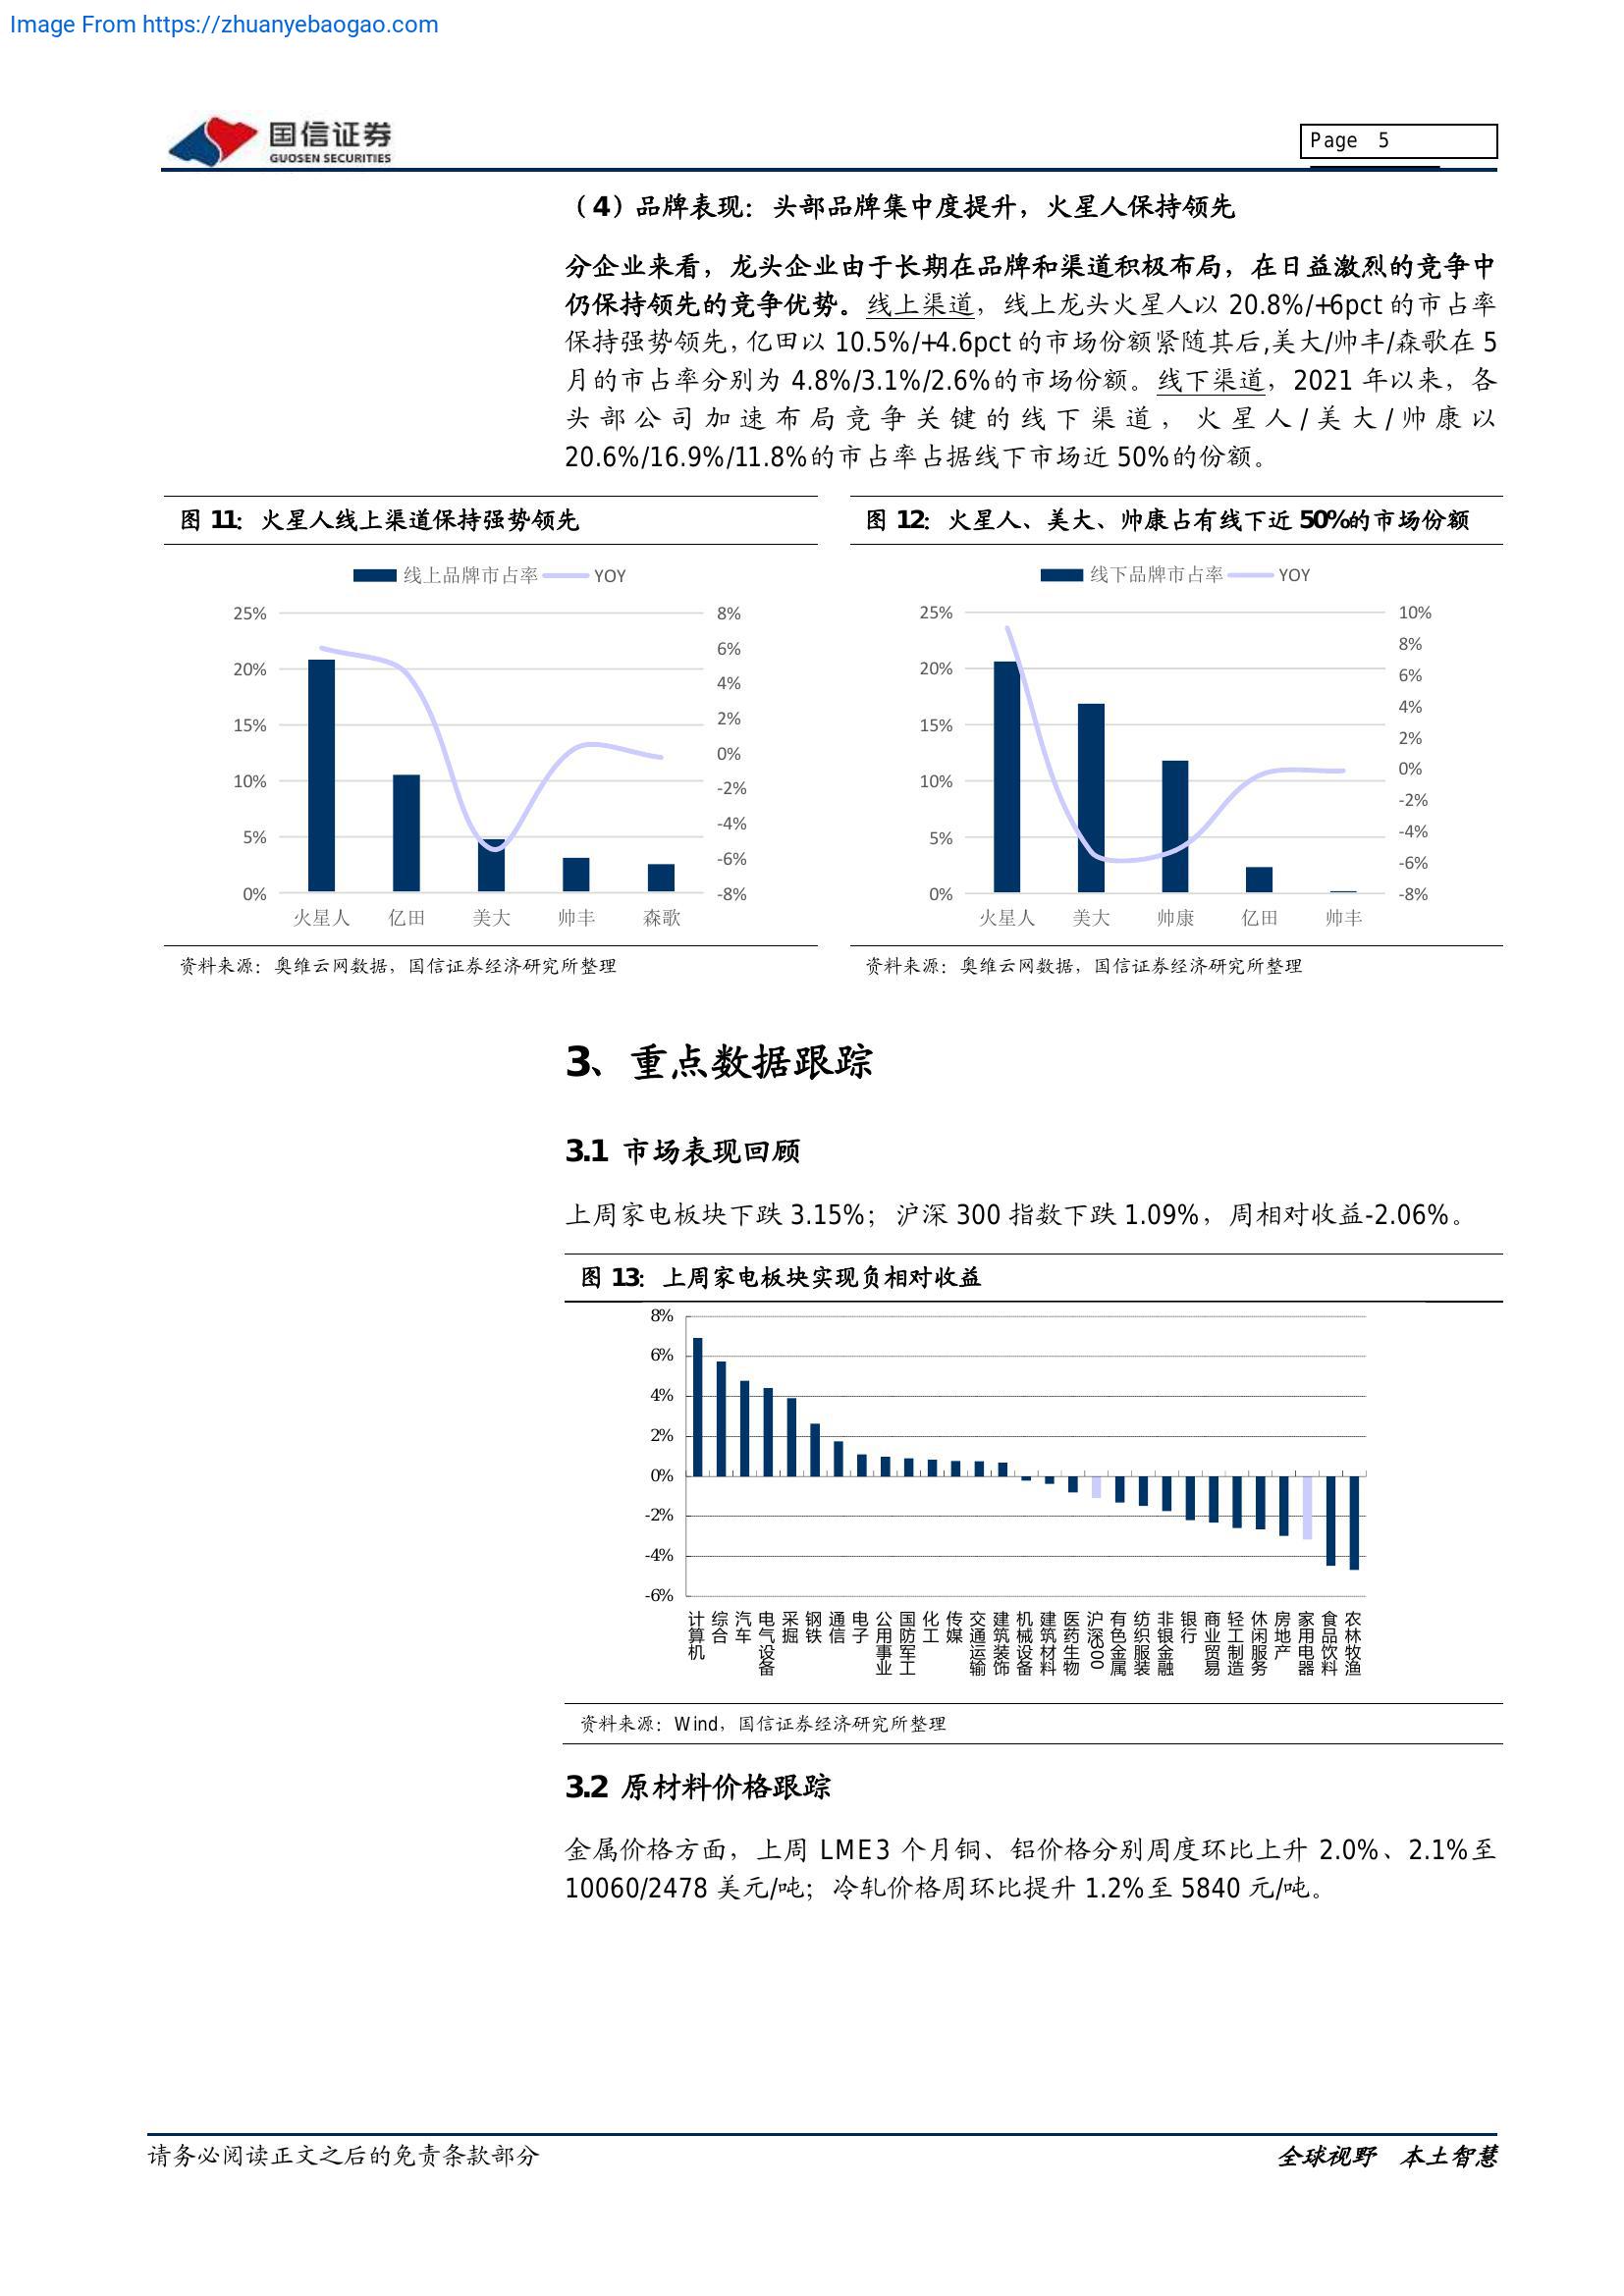 Image From https://zhuanyebaogao.com
国信证券
GUOSEN SECURITIES
Page 5
（4）品牌表现：头部品牌集中度提升，火星人保持领先
分企业来看，龙头企业由于长期在品牌和渠道积极布局，在日益激烈的竞争中
仍保持领先的竞争优势。线上渠道，线上龙头火星人以 20.8%/+6pct 的市占率
保持强势领先，亿田以 10.5%/+4.6pct 的市场份额紧随其后,美大/帅丰/森歌在 5
月的市占率分别为 4.8%/3.1%/2.6%的市场份额。线下渠道，2021 年以来，各
头部公司加速布局竞争关键的线下渠道，火星人/美大/帅康以
20.6%/16.9%/11.8%的市占率占据线下市场近 50%的份额。
图 11：火星人线上渠道保持强势领先
线上品牌市占率 YOY
25% 8%
6%
20%
4%
15% 2%
0%
10%
-2%
5% -4%
-6%
0% -8%
火星人 亿田 美大 帅丰 森歌
资料来源：奥维云网数据，国信证券经济研究所整理
图 12：火星人、美大、帅康占有线下近 50%的市场份额
线下品牌市占率 YOY
25% 10%
8%
20% 6%
4%
15%
2%
10% 0%
-2%
5% -4%
-6%
0% -8%
火星人 美大 帅康 亿田 帅丰
资料来源：奥维云网数据，国信证券经济研究所整理
3、重点数据跟踪
3.1 市场表现回顾
上周家电板块下跌 3.15%；沪深 300 指数下跌 1.09%，周相对收益-2.06%。
图 13：上周家电板块实现负相对收益
8%
6%
4%
2%
0%
-2%
-4%
-6%
计算机
综合
汽车
电气设备
采掘
钢铁
通信
电子
公用事业
国防军工
化工
传媒
交通运输
建筑装饰
机械设备
建筑材料
医药生物
沪深300
有色金属
纺织服装
非银金融
银行
商业贸易
轻工制造
休闲服务
房地产
家用电器
食品饮料
农林牧渔
资料来源：Wind，国信证券经济研究所整理
3.2 原材料价格跟踪
金属价格方面，上周 LME3 个月铜、铝价格分别周度环比上升 2.0%、2.1%至
10060/2478 美元/吨；冷轧价格周环比提升 1.2%至 5840 元/吨。
请务必阅读正文之后的免责条款部分
全球视野 本土智慧